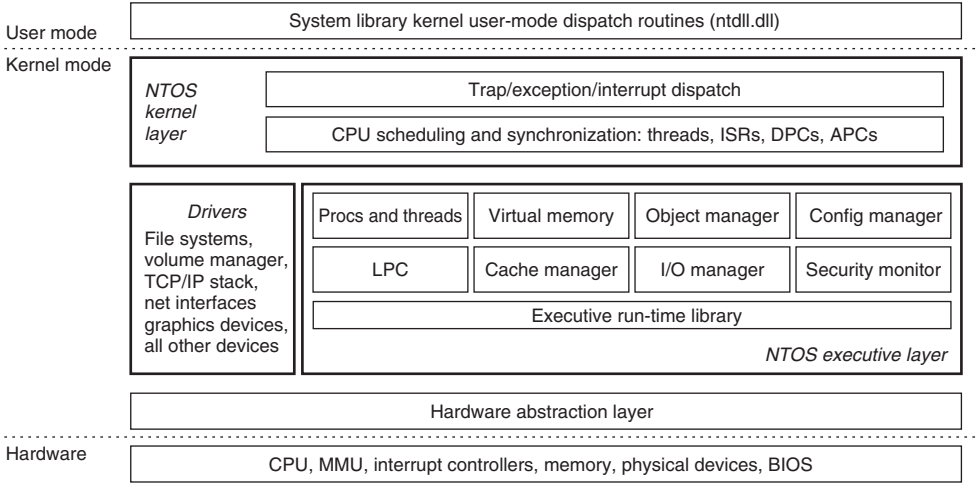 System library kernel user-mode dispatch routines (ntdll.dll)
User mode
Kernel mode
NTOS
kernel
layer
Trap/exception/interrupt dispatch
CPU scheduling and synchronization: threads, ISRs, DPCs, APCs
Drivers
File systems,
volume manager,
TCP/IP stack,
net interfaces
graphics devices,
all other devices
Procs and threads
Virtual memory
Object manager
Config manager
LPC
Cache manager
I/O manager
Security monitor
Executive run-time library
NTOS executive layer
Hardware abstraction layer
Hardware
CPU, MMU, interrupt controllers, memory, physical devices, BIOS